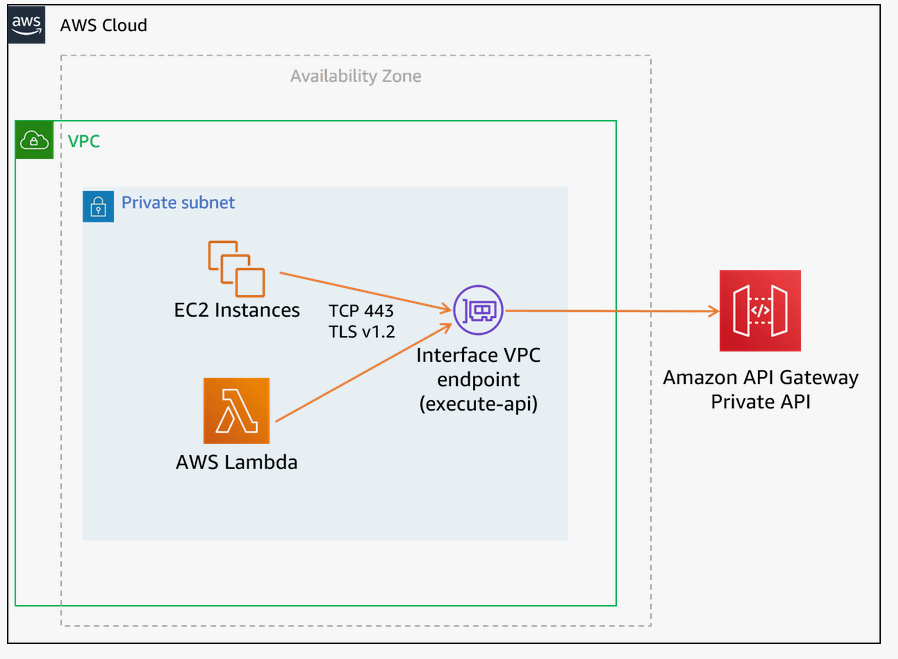 aws
AWS Cloud
Availability Zone
VPC
Private subnet
EC2 Instances
TCP 443
TLS v1.2
Interface VPC
endpoint
(execute-api)
</>
Amazon API Gateway
Private API
AWS Lambda